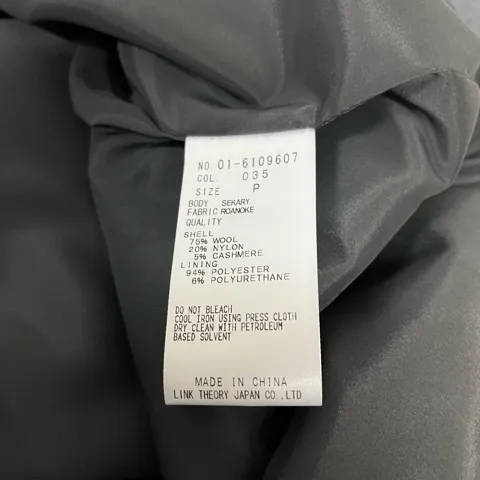 NO. 01-6109607
COL. 035
SIZE P
BODY SEKARY
FABRIC ROANOKE
QUALITY
SHELL
75% WOOL
20% NYLON
5% CASHMERE
LINING
94% POLYESTER
6% POLYURETHANE
DO NOT BLEACH
COOL IRON USING PRESS CLOTH
DRY CLEAN WITH PETROLEUM
BASED SOLVENT
MADE IN CHINA
LINK THEORY JAPAN CO.,LTD